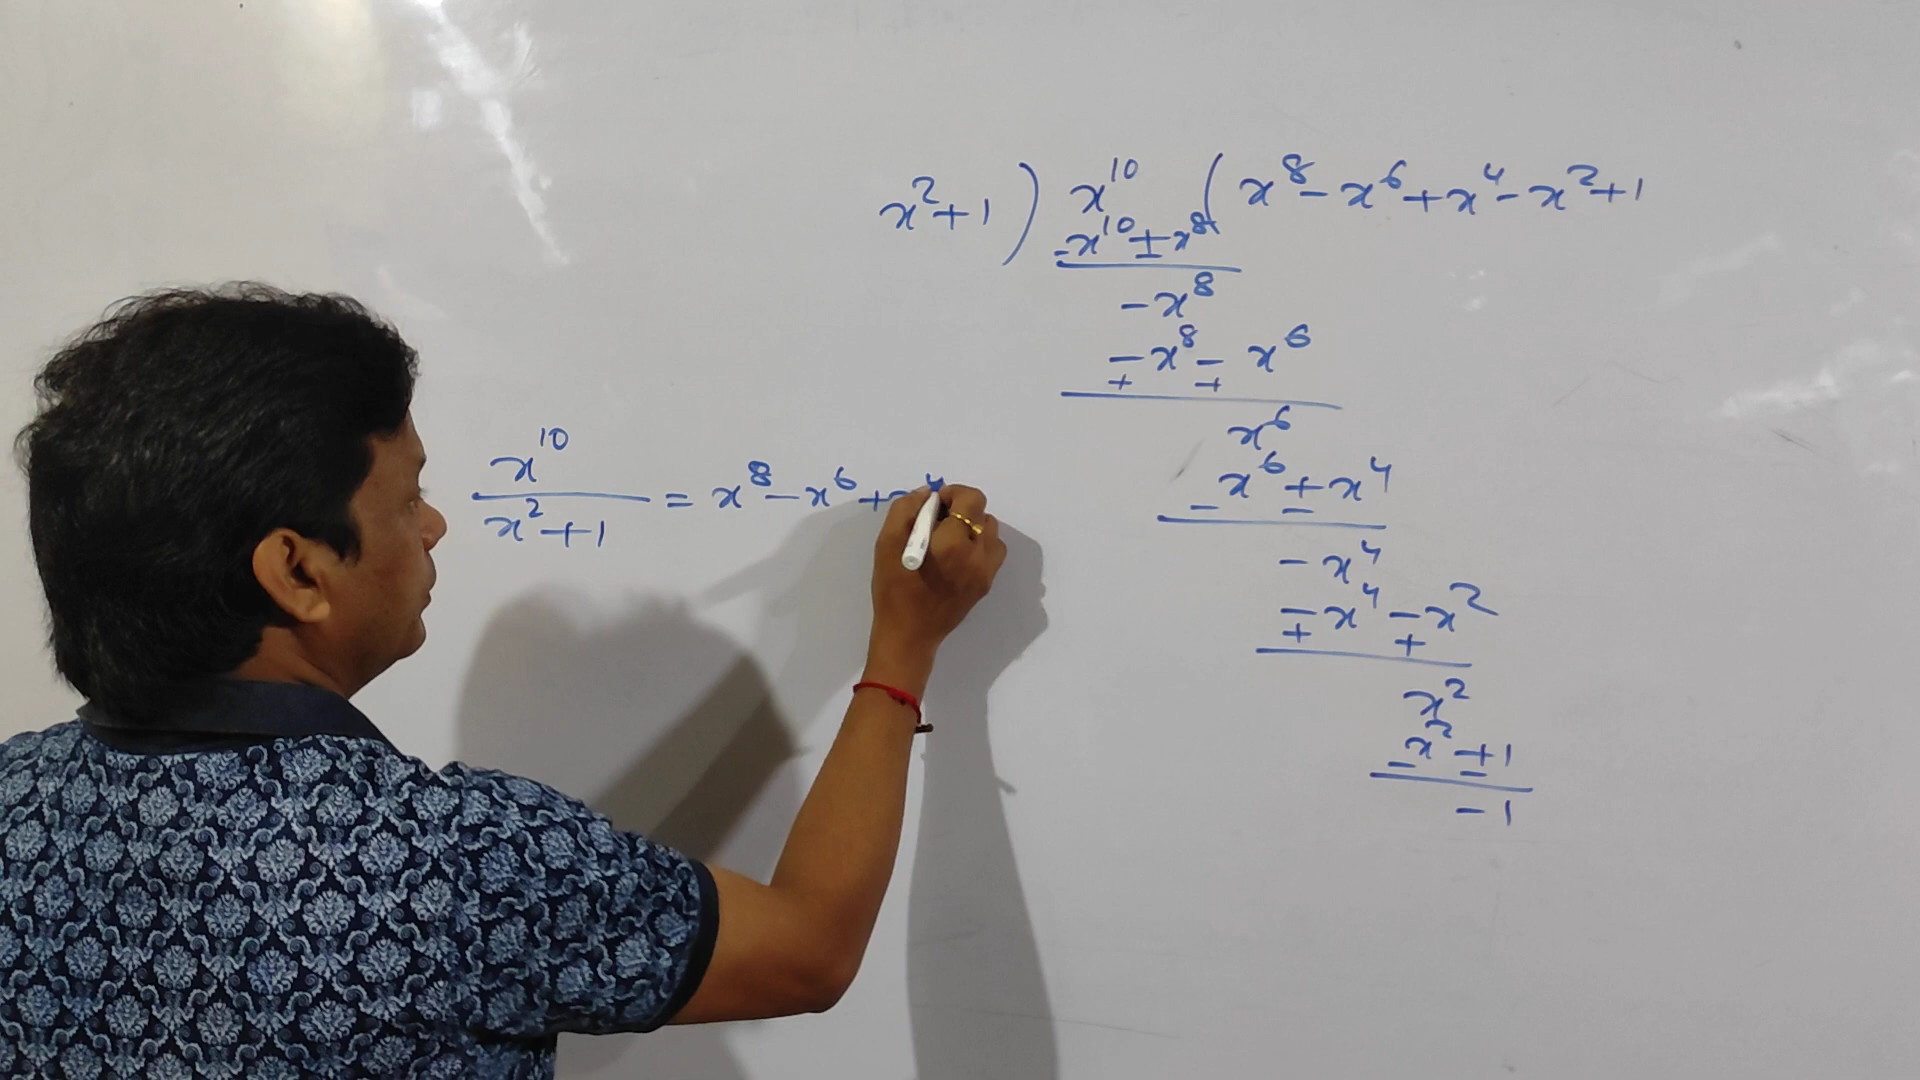 x² + 1 ) x¹⁰ ( x⁸ - x⁶ + x⁴ - x² + 1
- x¹⁰ ± x⁸
- x⁸
- x⁸ - x⁶
+ +
x⁶
- x⁶ ± x⁴
- x⁴
- x⁴ - x²
+ +
x²
- x² ± 1
- 1
x¹⁰ / x² + 1 = x⁸ - x⁶ + x⁴